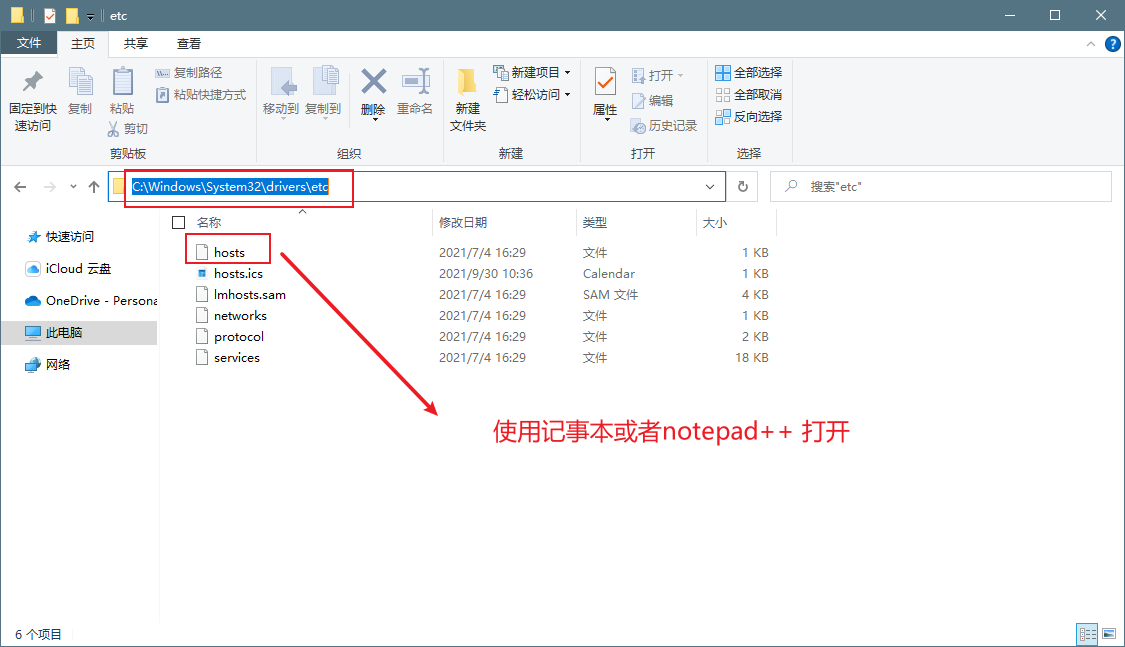 etc
文件 主页 共享 查看
固定到快速访问
复制
粘贴
复制路径
粘贴快捷方式
剪切
剪贴板
移动到
复制到
删除
重命名
组织
新建文件夹
新建项目
轻松访问
新建
属性
打开
编辑
历史记录
打开
全部选择
全部取消
反向选择
选择
C:\Windows\System32\drivers\etc
搜索"etc"
快速访问
iCloud 云盘
OneDrive - Persona
此电脑
网络
名称 修改日期 类型 大小
hosts 2021/7/4 16:29 文件 1 KB
hosts.ics 2021/9/30 10:36 Calendar 1 KB
lmhosts.sam 2021/7/4 16:29 SAM 文件 4 KB
networks 2021/7/4 16:29 文件 1 KB
protocol 2021/7/4 16:29 文件 2 KB
services 2021/7/4 16:29 文件 18 KB
使用记事本或者notepad++ 打开
6 个项目